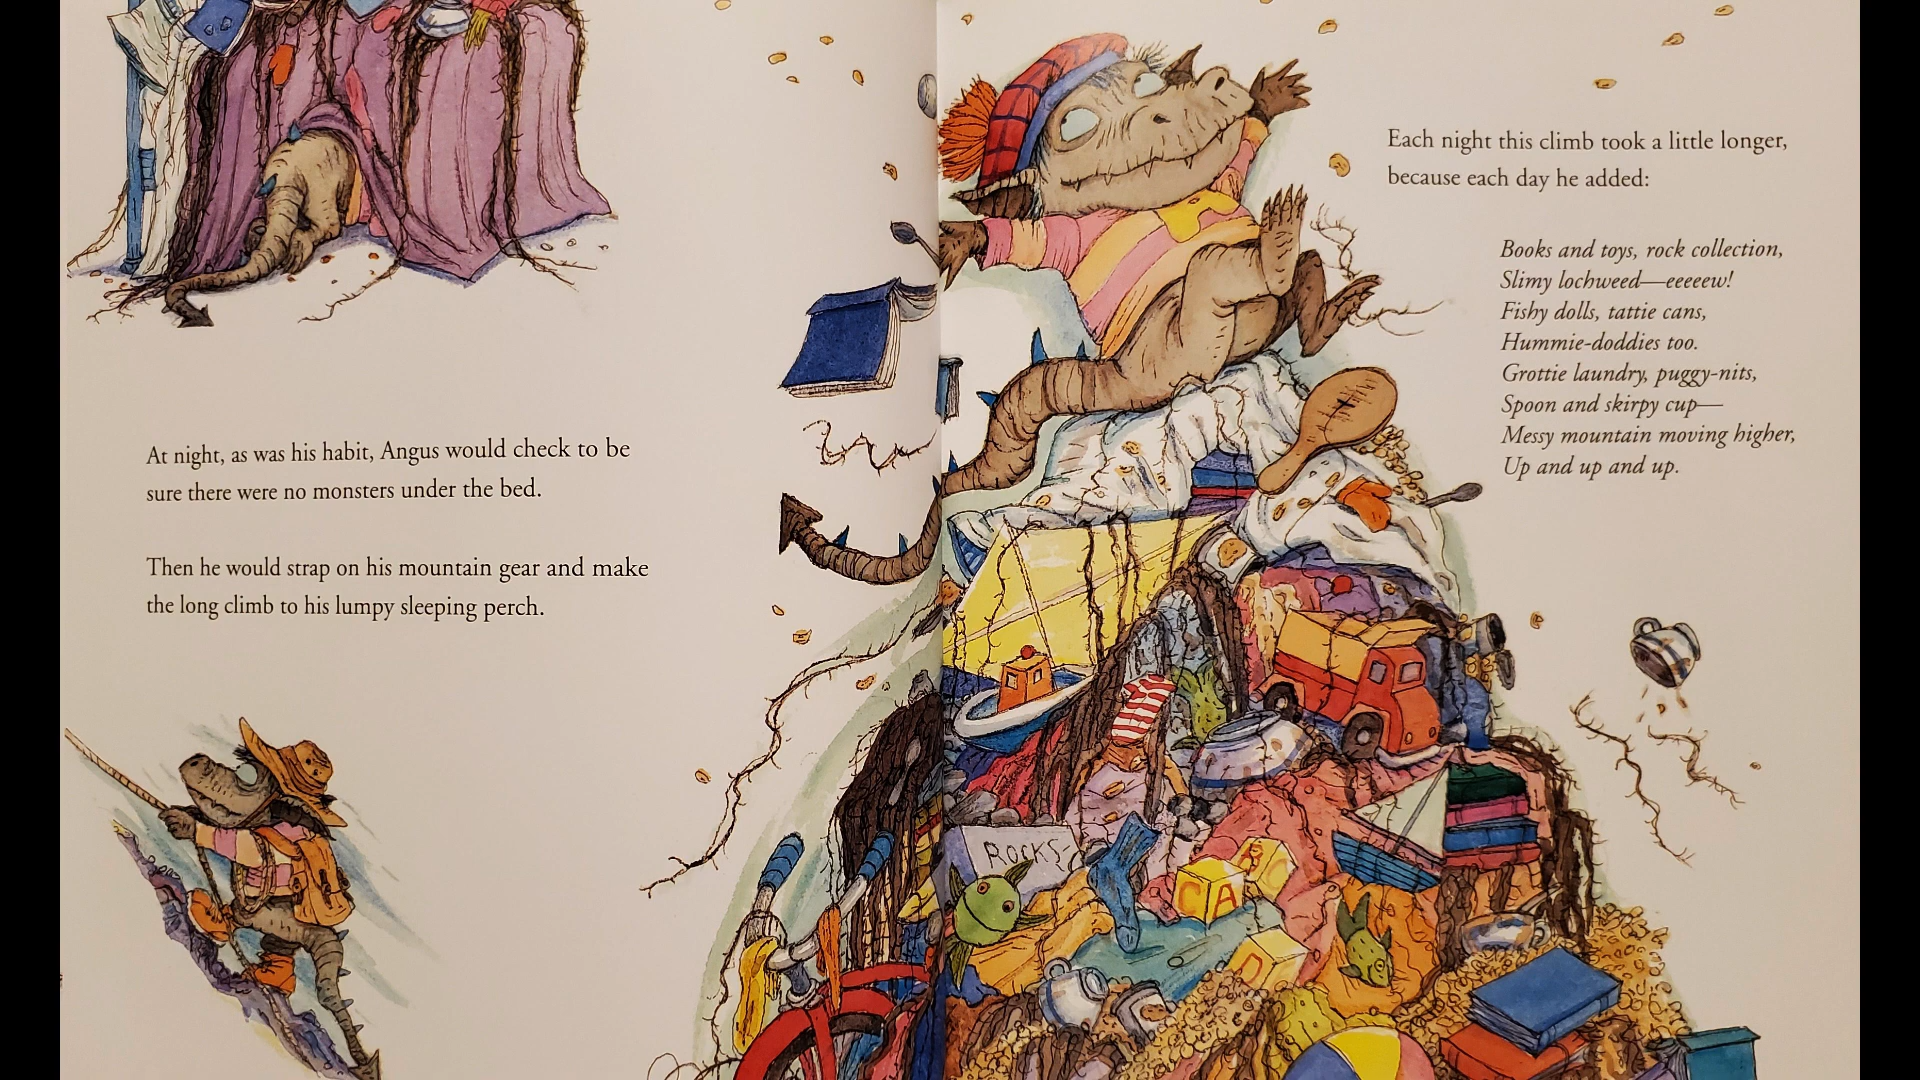 At night, as was his habit, Angus would check to be
sure there were no monsters under the bed.
Then he would strap on his mountain gear and make
the long climb to his lumpy sleeping perch.
Each night this climb took a little longer,
because each day he added:
Books and toys, rock collection,
Slimy lochweed—eeeeew!
Fishy dolls, tattie cans,
Hummie-doddies too.
Grottie laundry, puggy-nits,
Spoon and skirpy cup—
Messy mountain moving higher,
Up and up and up.
ROCKS
B C
C A
D